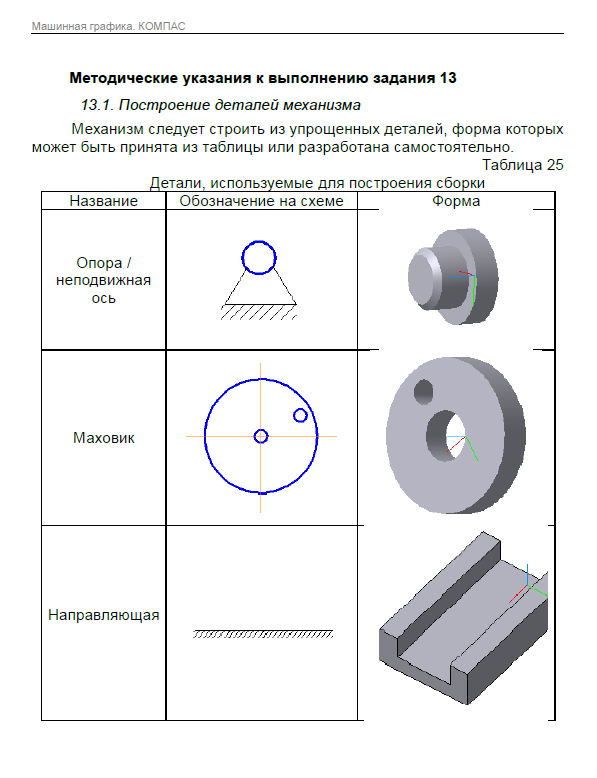 Машинная графика. КОМПАС
Методические указания к выполнению задания 13
13.1. Построение деталей механизма
Механизм следует строить из упрощенных деталей, форма которых
может быть принята из таблицы или разработана самостоятельно.
Таблица 25
Детали, используемые для построения сборки
Название Обозначение на схеме Форма
Опора /
неподвижная
ось
Маховик
Направляющая